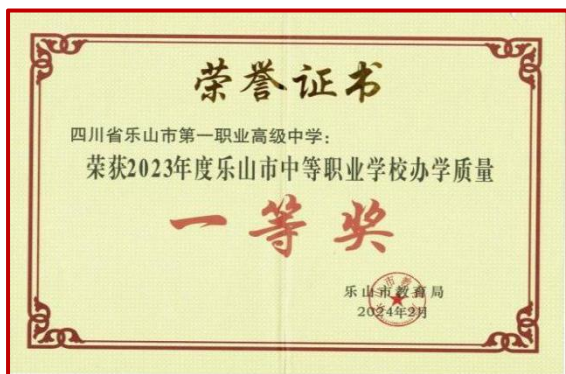 荣誉证书
四川省乐山市第一职业高级中学：
荣获2023年度乐山市中等职业学校办学质量
一等奖
乐山市教育局
2024年2月